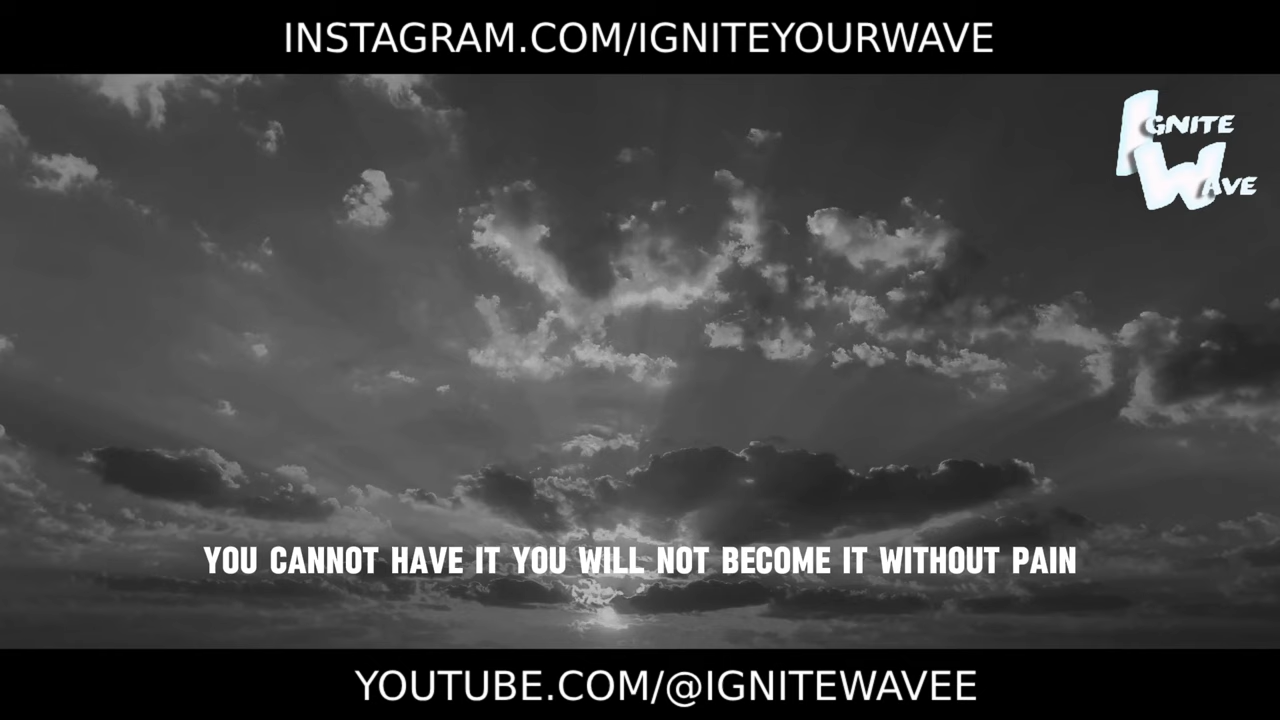 INSTAGRAM.COM/IGNITEYOURWAVE
IGNITE
WAVE
YOU CANNOT HAVE IT YOU WILL NOT BECOME IT WITHOUT PAIN
YOUTUBE.COM/@IGNITEWAVEE